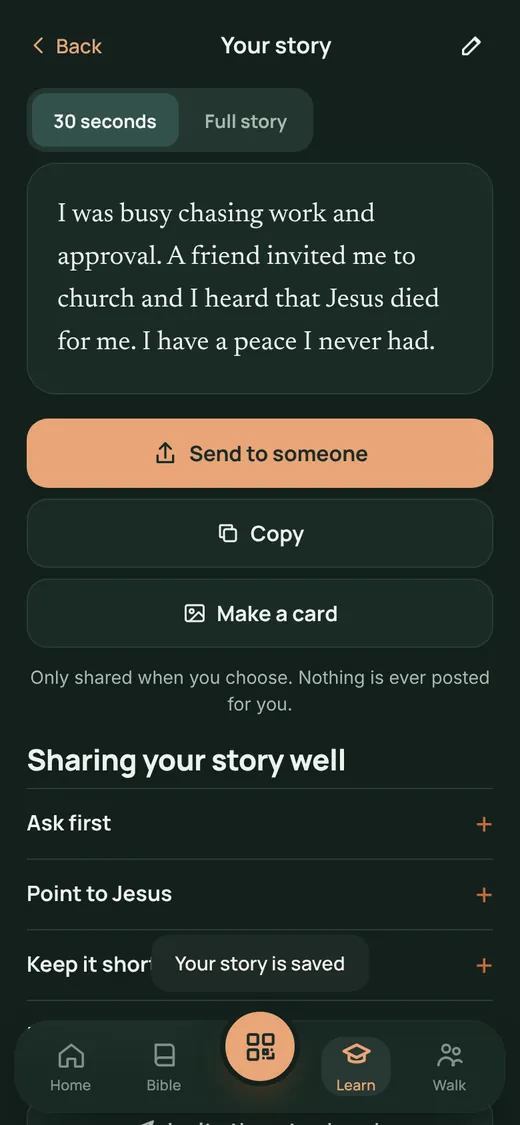 Back
Your story
30 seconds
Full story
I was busy chasing work and
approval. A friend invited me to
church and I heard that Jesus died
for me. I have a peace I never had.
Send to someone
Copy
Make a card
Only shared when you choose. Nothing is ever posted
for you.
Sharing your story well
Ask first
Point to Jesus
Keep it short
Your story is saved
Home
Bible
Learn
Walk